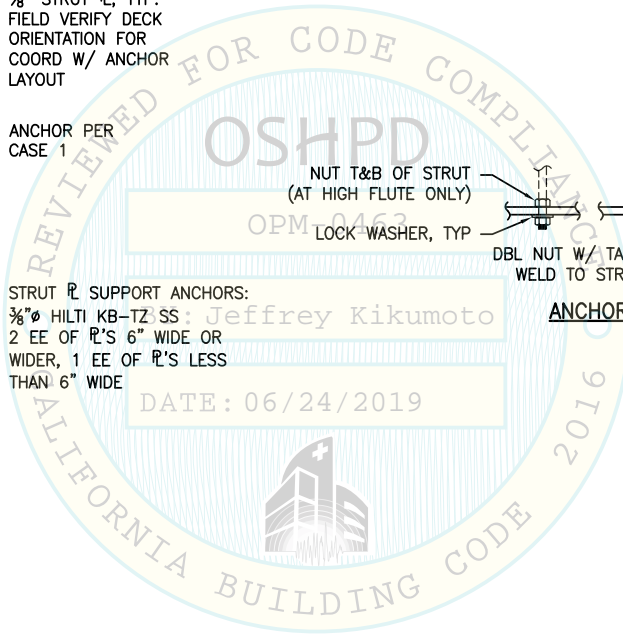 ⅜" STRUT ℄, TYP.
FIELD VERIFY DECK
ORIENTATION FOR
COORD W/ ANCHOR
LAYOUT
ANCHOR PER
CASE 1
NUT T&B OF STRUT
(AT HIGH FLUTE ONLY)
LOCK WASHER, TYP
DBL NUT W/ TA
WELD TO STR
ANCHOR
STRUT ℙL SUPPORT ANCHORS:
⅜"ø HILTI KB-TZ SS
2 EE OF ℙL'S 6" WIDE OR
WIDER, 1 EE OF ℙL'S LESS
THAN 6" WIDE
REVIEWED FOR CODE COMPLIANCE
OSHPD
OPM-0463
BY: Jeffrey Kikumoto
DATE: 06/24/2019
CALIFORNIA BUILDING CODE 2016